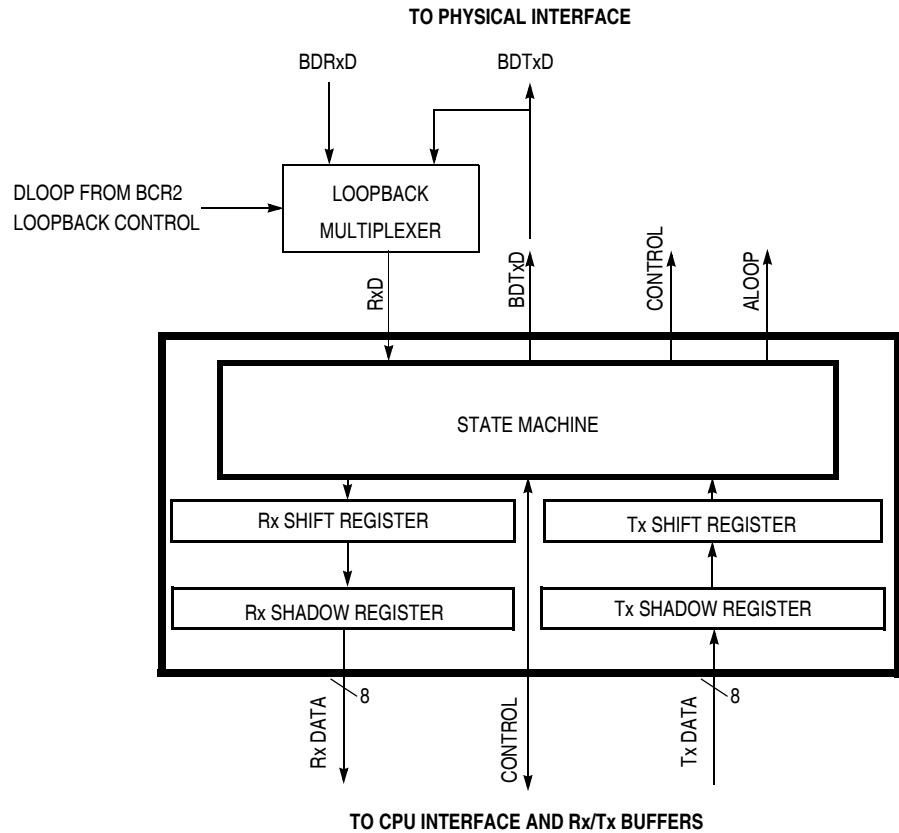 TO PHYSICAL INTERFACE
BDRxD
BDTxD
DLOOP FROM BCR2
LOOPBACK CONTROL
LOOPBACK
MULTIPLEXER
RxD
BDTxD
CONTROL
ALOOP
STATE MACHINE
Rx SHIFT REGISTER
Tx SHIFT REGISTER
Rx SHADOW REGISTER
Tx SHADOW REGISTER
8
8
Rx DATA
CONTROL
Tx DATA
TO CPU INTERFACE AND Rx/Tx BUFFERS